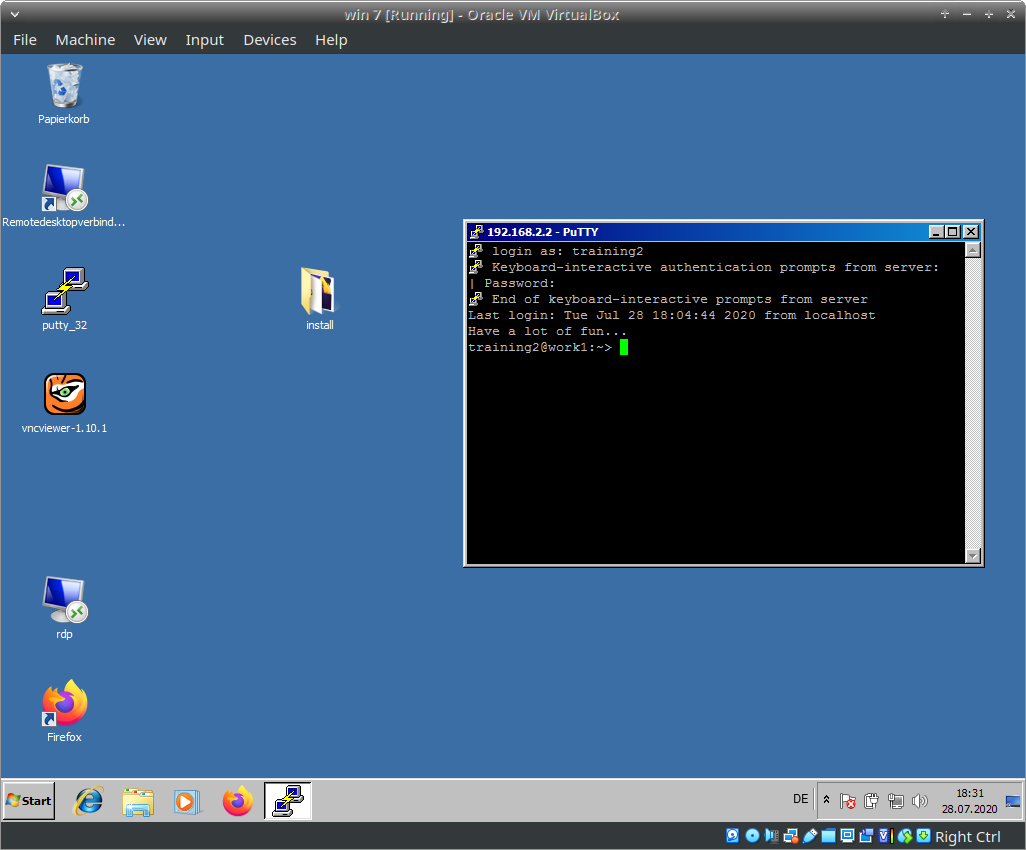 win 7 [Running] - Oracle VM VirtualBox
File Machine View Input Devices Help
Papierkorb
Remotedesktopverbind...
putty_32
install
vncviewer-1.10.1
rdp
Firefox
192.168.2.2 - PuTTY
login as: training2
Keyboard-interactive authentication prompts from server:
| Password:
End of keyboard-interactive prompts from server
Last login: Tue Jul 28 18:04:44 2020 from localhost
Have a lot of fun...
training2@work1:~>
Start
DE
18:31
28.07.2020
Right Ctrl